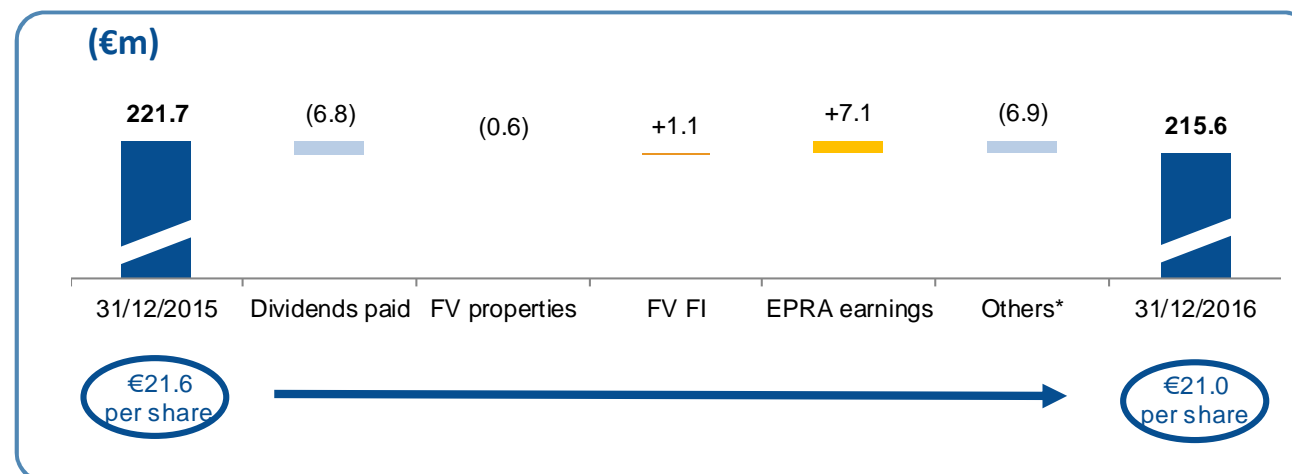 (€m)
221.7 (6.8) (0.6) +1.1 +7.1 (6.9) 215.6
31/12/2015 Dividends paid FV properties FV FI EPRA earnings Others* 31/12/2016
€21.6
per share
€21.0
per share